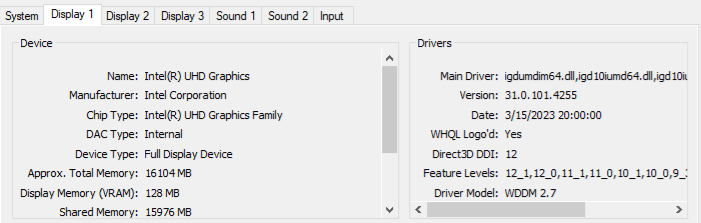 System Display 1 Display 2 Display 3 Sound 1 Sound 2 Input
Device
Name: Intel(R) UHD Graphics
Manufacturer: Intel Corporation
Chip Type: Intel(R) UHD Graphics Family
DAC Type: Internal
Device Type: Full Display Device
Approx. Total Memory: 16104 MB
Display Memory (VRAM): 128 MB
Shared Memory: 15976 MB
Drivers
Main Driver: igdumdim64.dll,igd10iumd64.dll,igd10iu
Version: 31.0.101.4255
Date: 3/15/2023 20:00:00
WHQL Logo'd: Yes
Direct3D DDI: 12
Feature Levels: 12_1,12_0,11_1,11_0,10_1,10_0,9_
Driver Model: WDDM 2.7